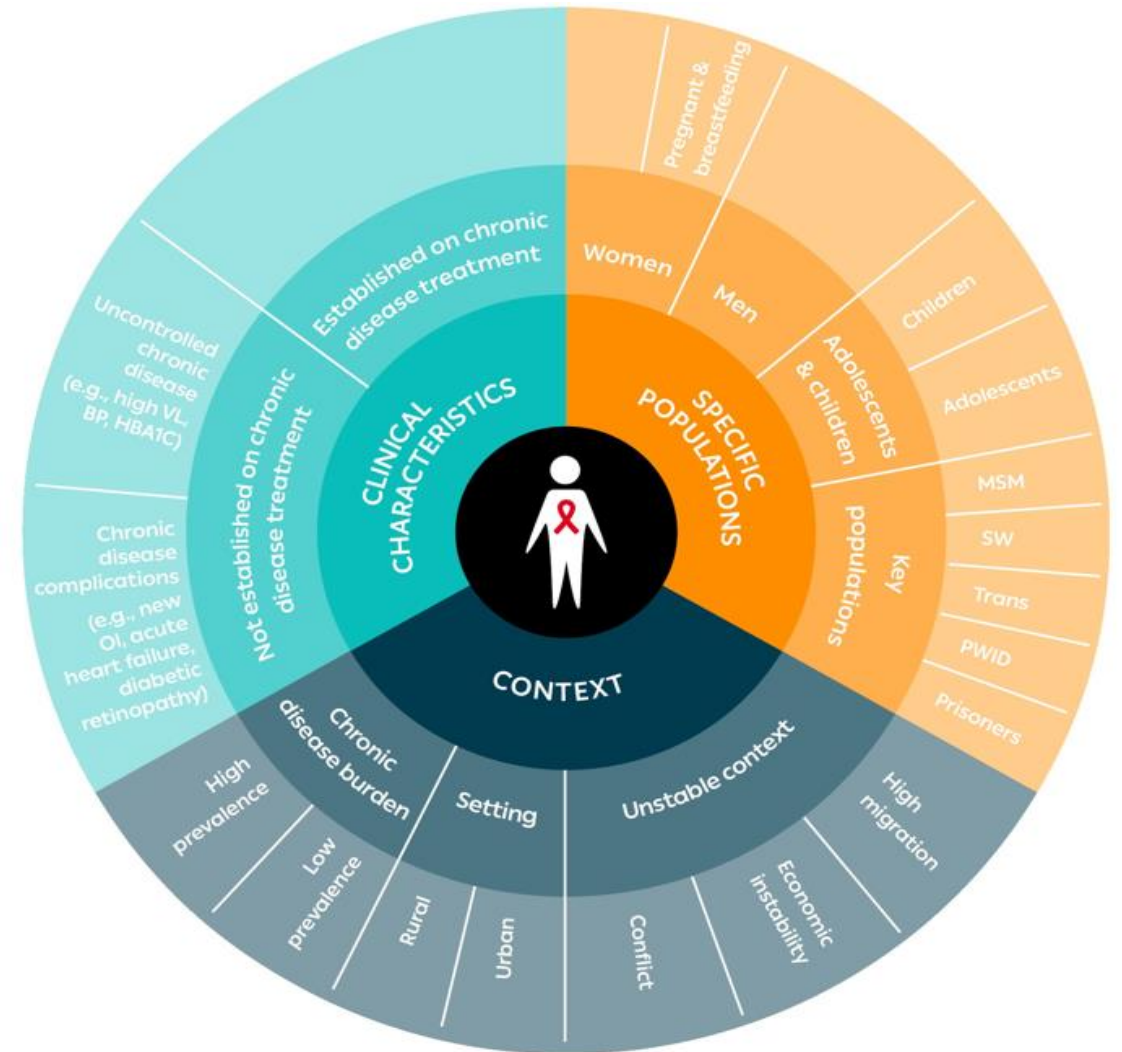 CLINICAL
CHARACTERISTICS
Established on chronic
disease treatment
Not established on chronic
disease treatment
Uncontrolled
chronic
disease
(e.g., high VL,
BP, HBA1C)
Chronic
disease
complications
(e.g., new
OI, acute
heart failure,
diabetic
retinopathy)
SPECIFIC
POPULATIONS
Women
Pregnant &
breastfeeding
Men
Adolescents
& children
Children
Adolescents
Key
populations
MSM
SW
Trans
PWID
Prisoners
CONTEXT
Chronic
disease burden
High
prevalence
Low
prevalence
Setting
Rural
Urban
Unstable context
Conflict
Economic
instability
High
migration